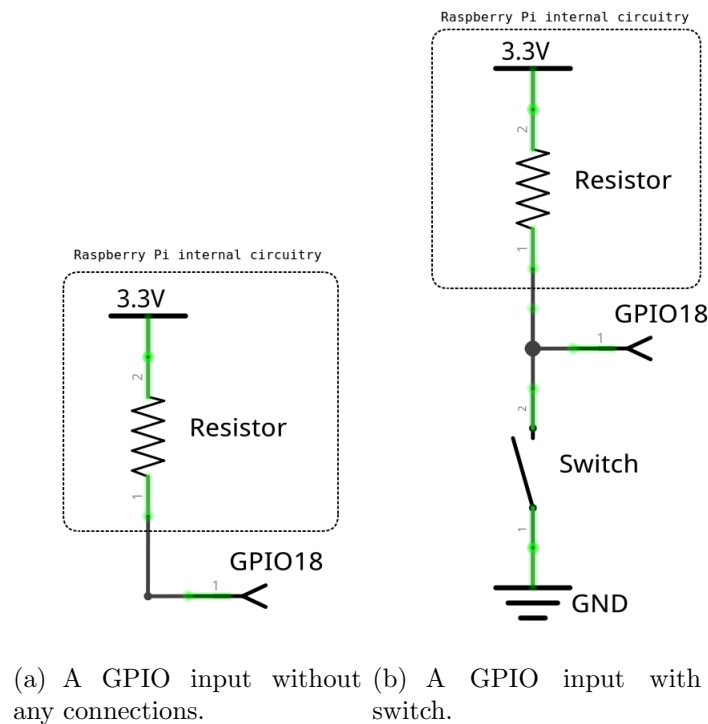 Raspberry Pi internal circuitry
3.3V
2
Resistor
1
GPIO18
1
(a) A GPIO input without
any connections.
Raspberry Pi internal circuitry
3.3V
2
Resistor
1
GPIO18
1
2
Switch
1
GND
(b) A GPIO input with
switch.